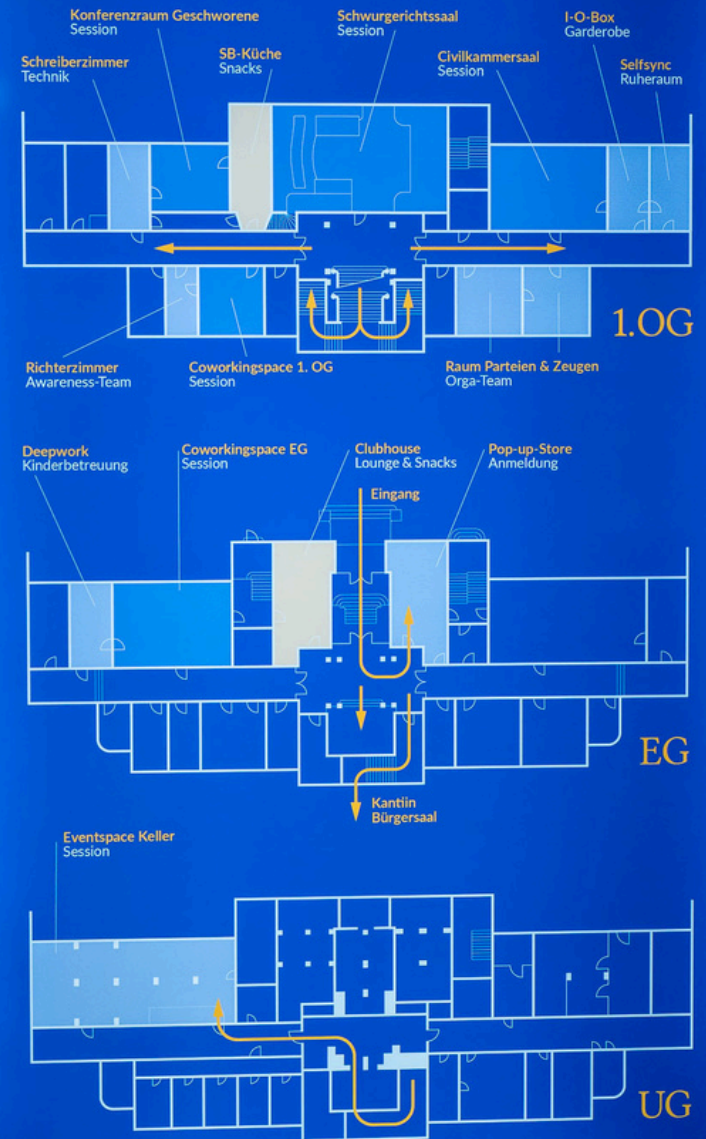 Konferenzraum Geschworene
Session
Schwurgerichtssaal
Session
I-O-Box
Garderobe
Schreiberzimmer
Technik
SB-Küche
Snacks
Civilkammersaal
Session
Selfsync
Ruheraum
1.OG
Richterzimmer
Awareness-Team
Coworkingspace 1. OG
Session
Raum Parteien & Zeugen
Orga-Team
Deepwork
Kinderbetreuung
Coworkingspace EG
Session
Clubhouse
Lounge & Snacks
Pop-up-Store
Anmeldung
Eingang
EG
Kantiin
Bürgersaal
Eventspace Keller
Session
UG